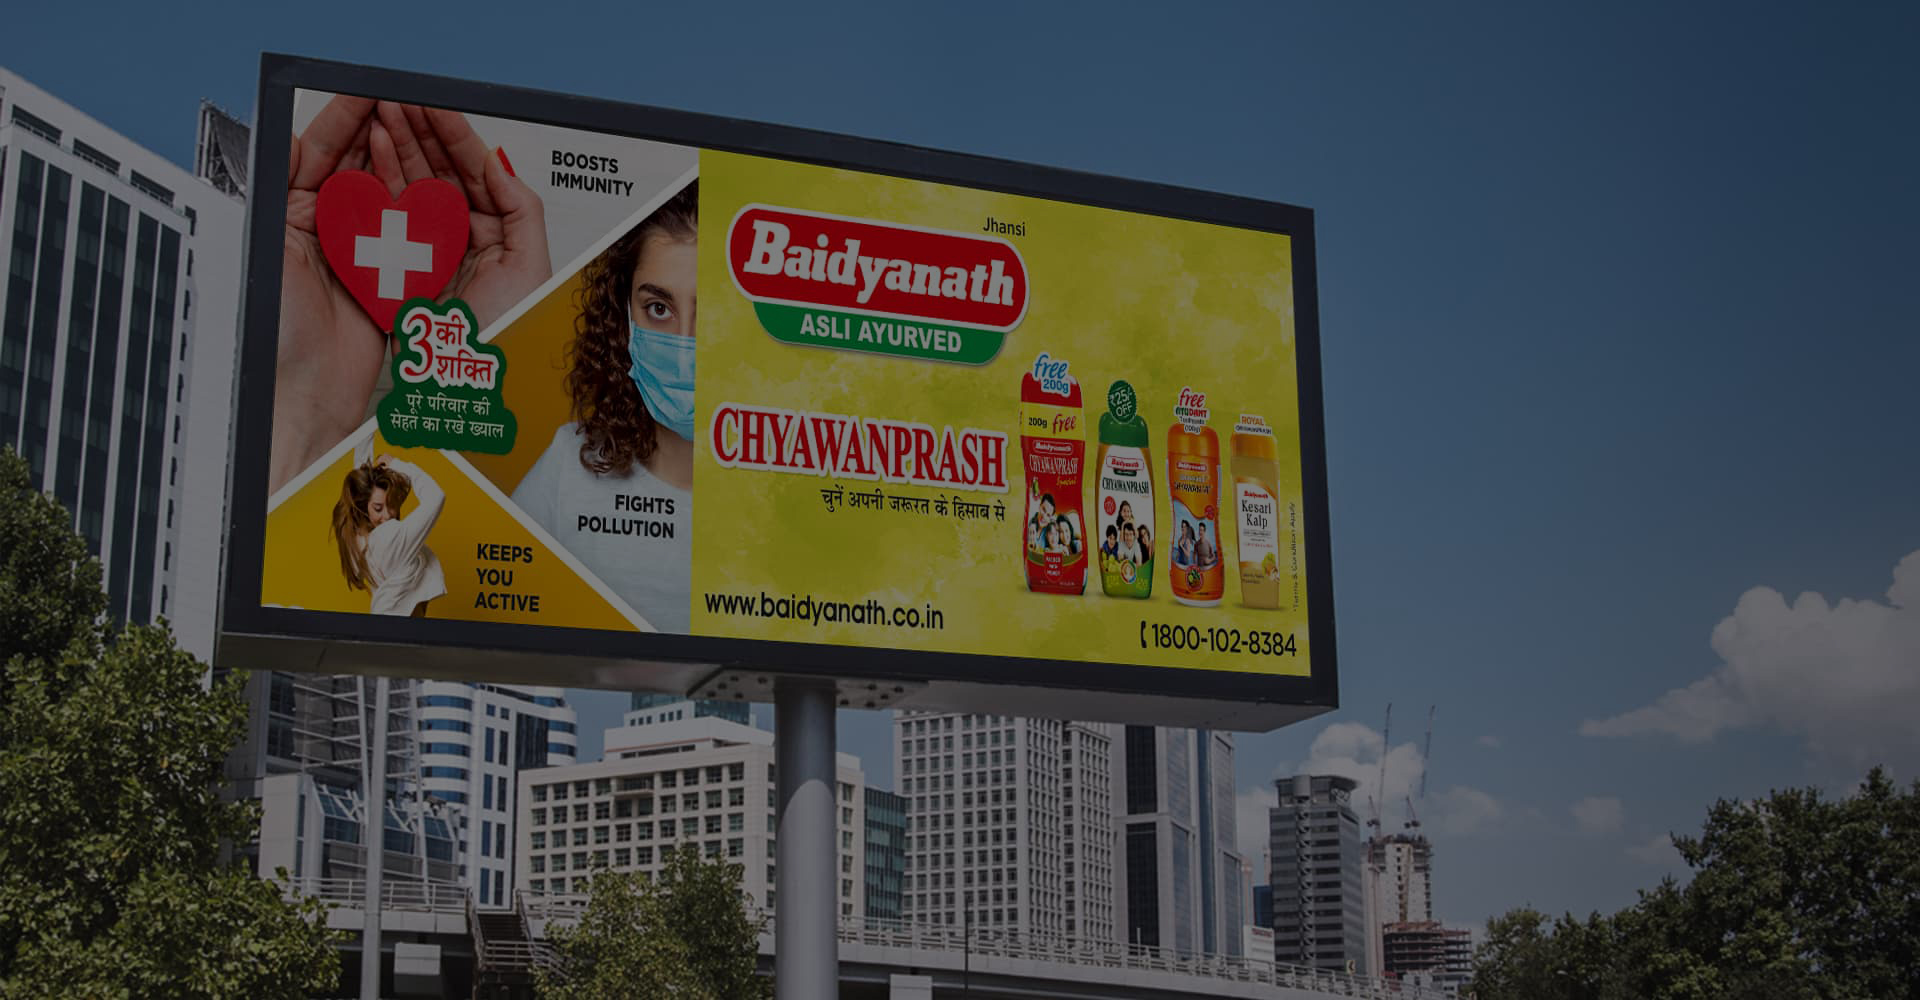 BOOSTS
IMMUNITY
3 की
शक्ति
पूरे परिवार की
सेहत का रखे ख्याल
FIGHTS
POLLUTION
KEEPS
YOU
ACTIVE
Jhansi
Baidyanath
ASLI AYURVED
CHYAWANPRASH
चुनें अपनी जरूरत के हिसाब से
free
200g
200g free
Baidyanath
CHYAWANPRASH
Special
₹25/-
OFF
Baidyanath
CHYAWANPRASH
free
Baidyanath
ROYAL
Baidyanath
Kesari
Kalp
www.baidyanath.co.in
1800-102-8384